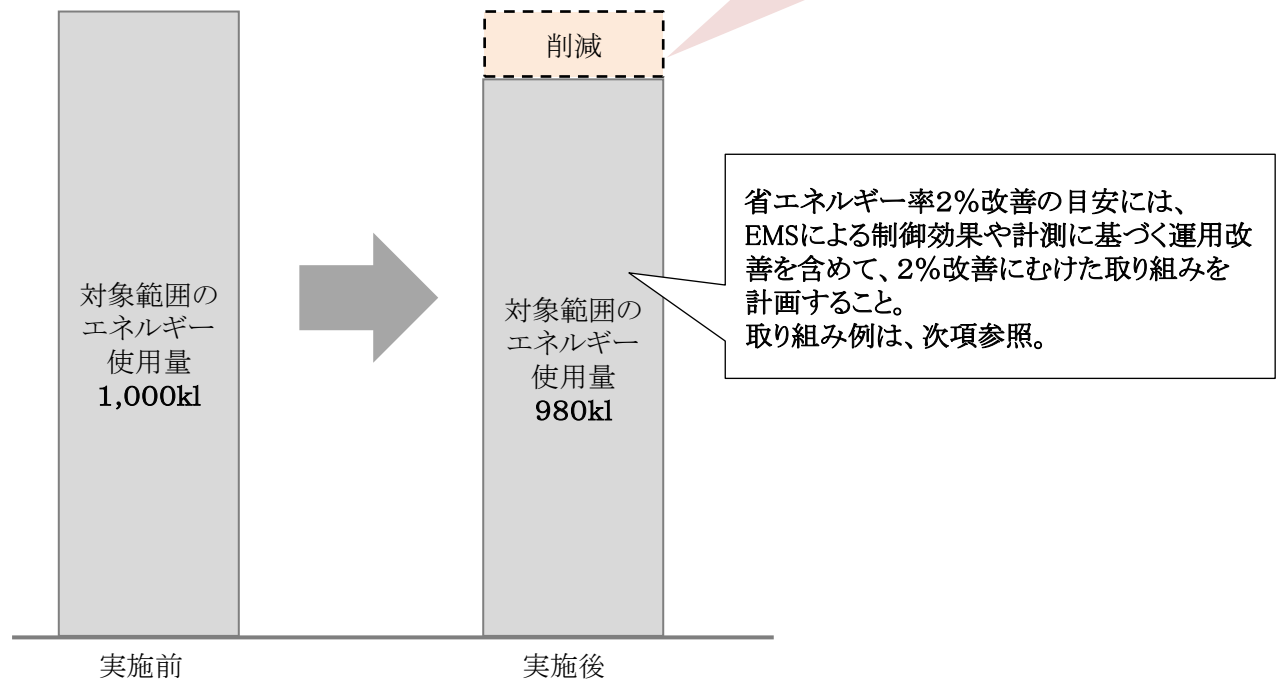 削減
対象範囲の
エネルギー
使用量
1,000kl
対象範囲の
エネルギー
使用量
980kl
省エネルギー率2%改善の目安には、
EMSによる制御効果や計測に基づく運用改
善を含めて、2%改善にむけた取り組みを
計画すること。
取り組み例は、次項参照。
実施前
実施後